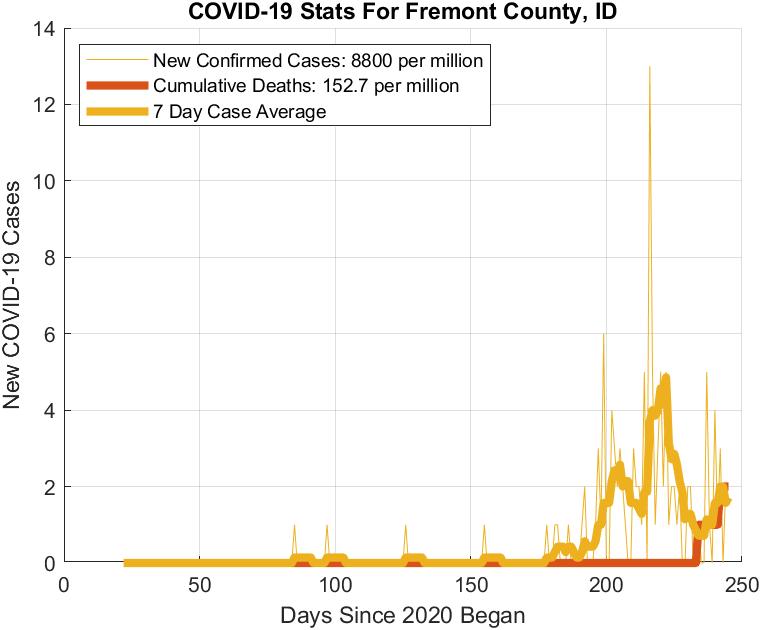 COVID-19 Stats For Fremont County, ID
14
12
10
8
6
4
2
0
New COVID-19 Cases
New Confirmed Cases: 8800 per million
Cumulative Deaths: 152.7 per million
7 Day Case Average
0 50 100 150 200 250
Days Since 2020 Began